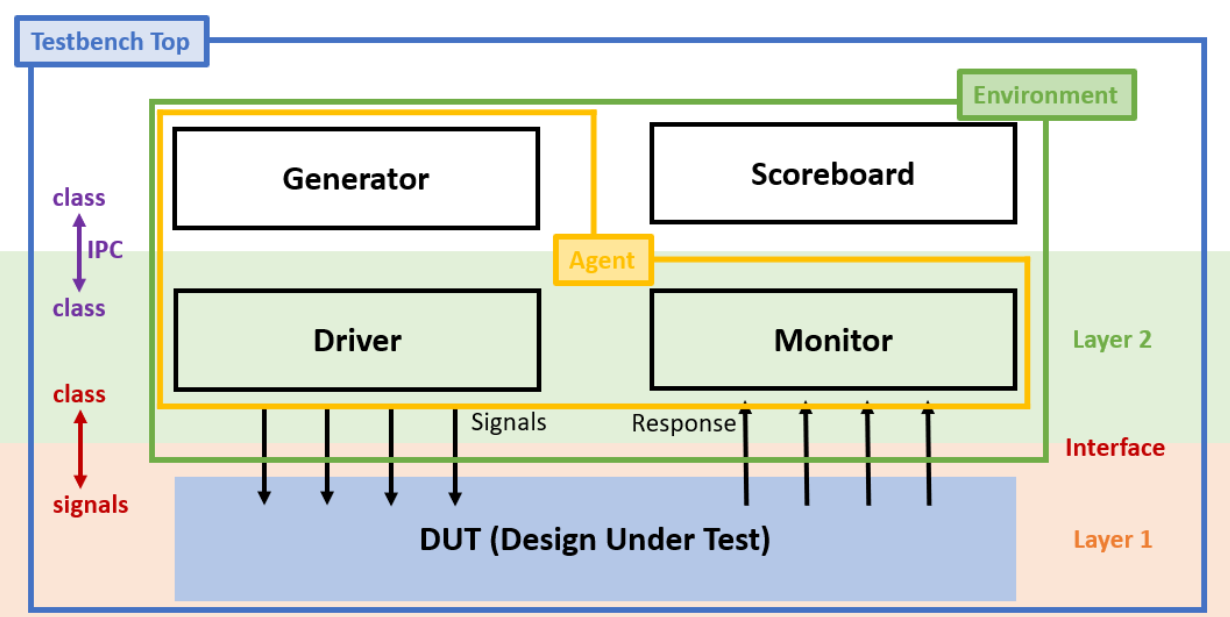 Testbench Top
Environment
Generator
Scoreboard
class
IPC
Agent
class
Driver
Monitor
Layer 2
class
Signals
Response
Interface
signals
DUT (Design Under Test)
Layer 1